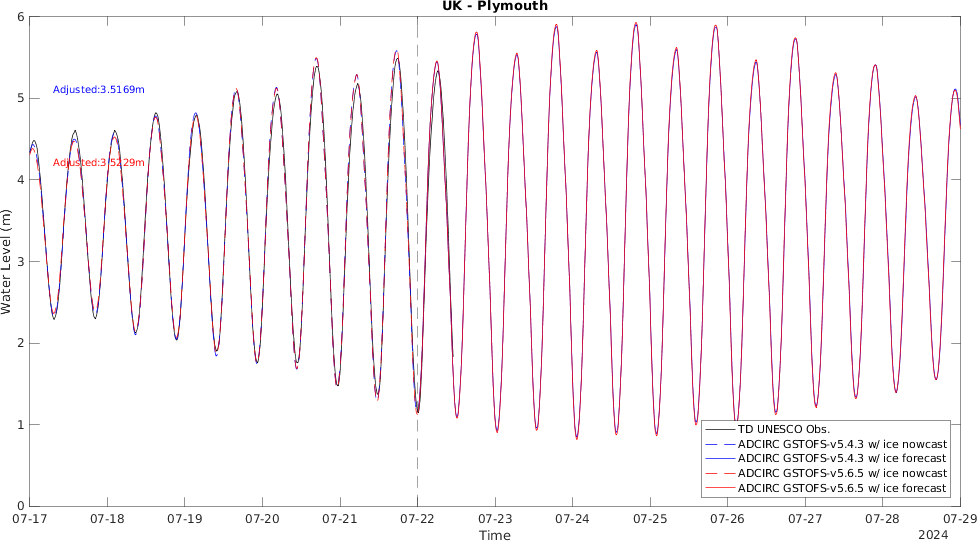 UK - Plymouth
6
5
4
3
2
1
0
Water Level (m)
Adjusted:3.5169m
Adjusted:3.5229m
TD UNESCO Obs.
ADCIRC GSTOFS-v5.4.3 w/ ice nowcast
ADCIRC GSTOFS-v5.4.3 w/ ice forecast
ADCIRC GSTOFS-v5.6.5 w/ ice nowcast
ADCIRC GSTOFS-v5.6.5 w/ ice forecast
07-17 07-18 07-19 07-20 07-21 07-22 07-23 07-24 07-25 07-26 07-27 07-28 07-29
Time
2024